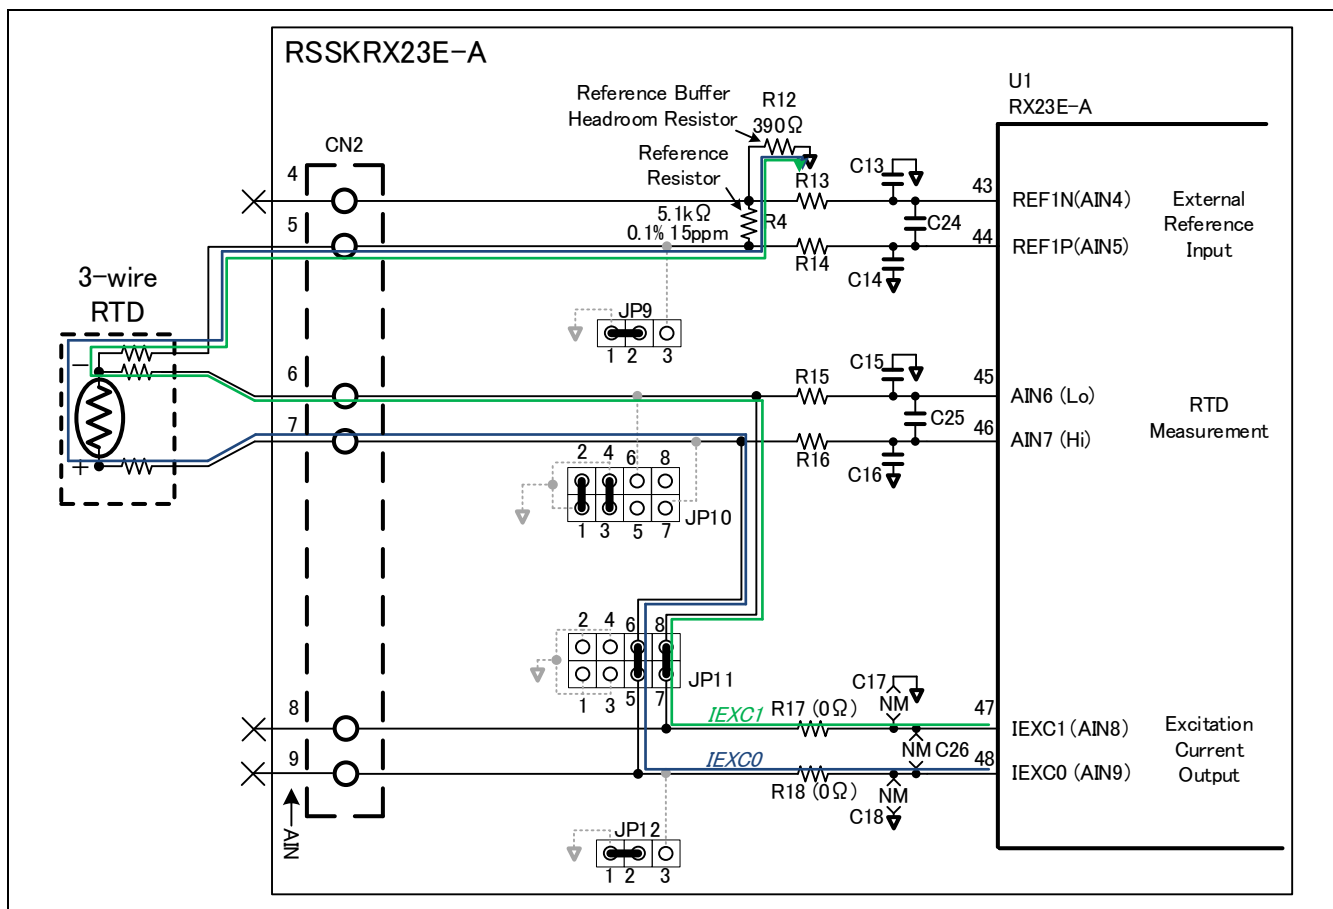 RSSKRX23E-A
U1
RX23E-A
Reference Buffer
Headroom Resistor
R12
390Ω
Reference
Resistor
CN2
C13
4
R13
43
REF1N(AIN4)
External
Reference
Input
5
5.1kΩ
0.1% 15ppm
R4
C24
44
REF1P(AIN5)
R14
C14
3-wire
RTD
JP9
1 2 3
−
6
R15
C15
45
AIN6 (Lo)
RTD
Measurement
C25
7
46
AIN7 (Hi)
R16
C16
+
2 4 6 8
JP10
1 3 5 7
2 4 6 8
JP11
1 3 5 7
8
IEXC1
R17 (0Ω)
C17
NM
47
IEXC1 (AIN8)
Excitation
Current
Output
NM C26
9
IEXC0
48
IEXC0 (AIN9)
R18 (0Ω)
NM
C18
AIN
JP12
1 2 3